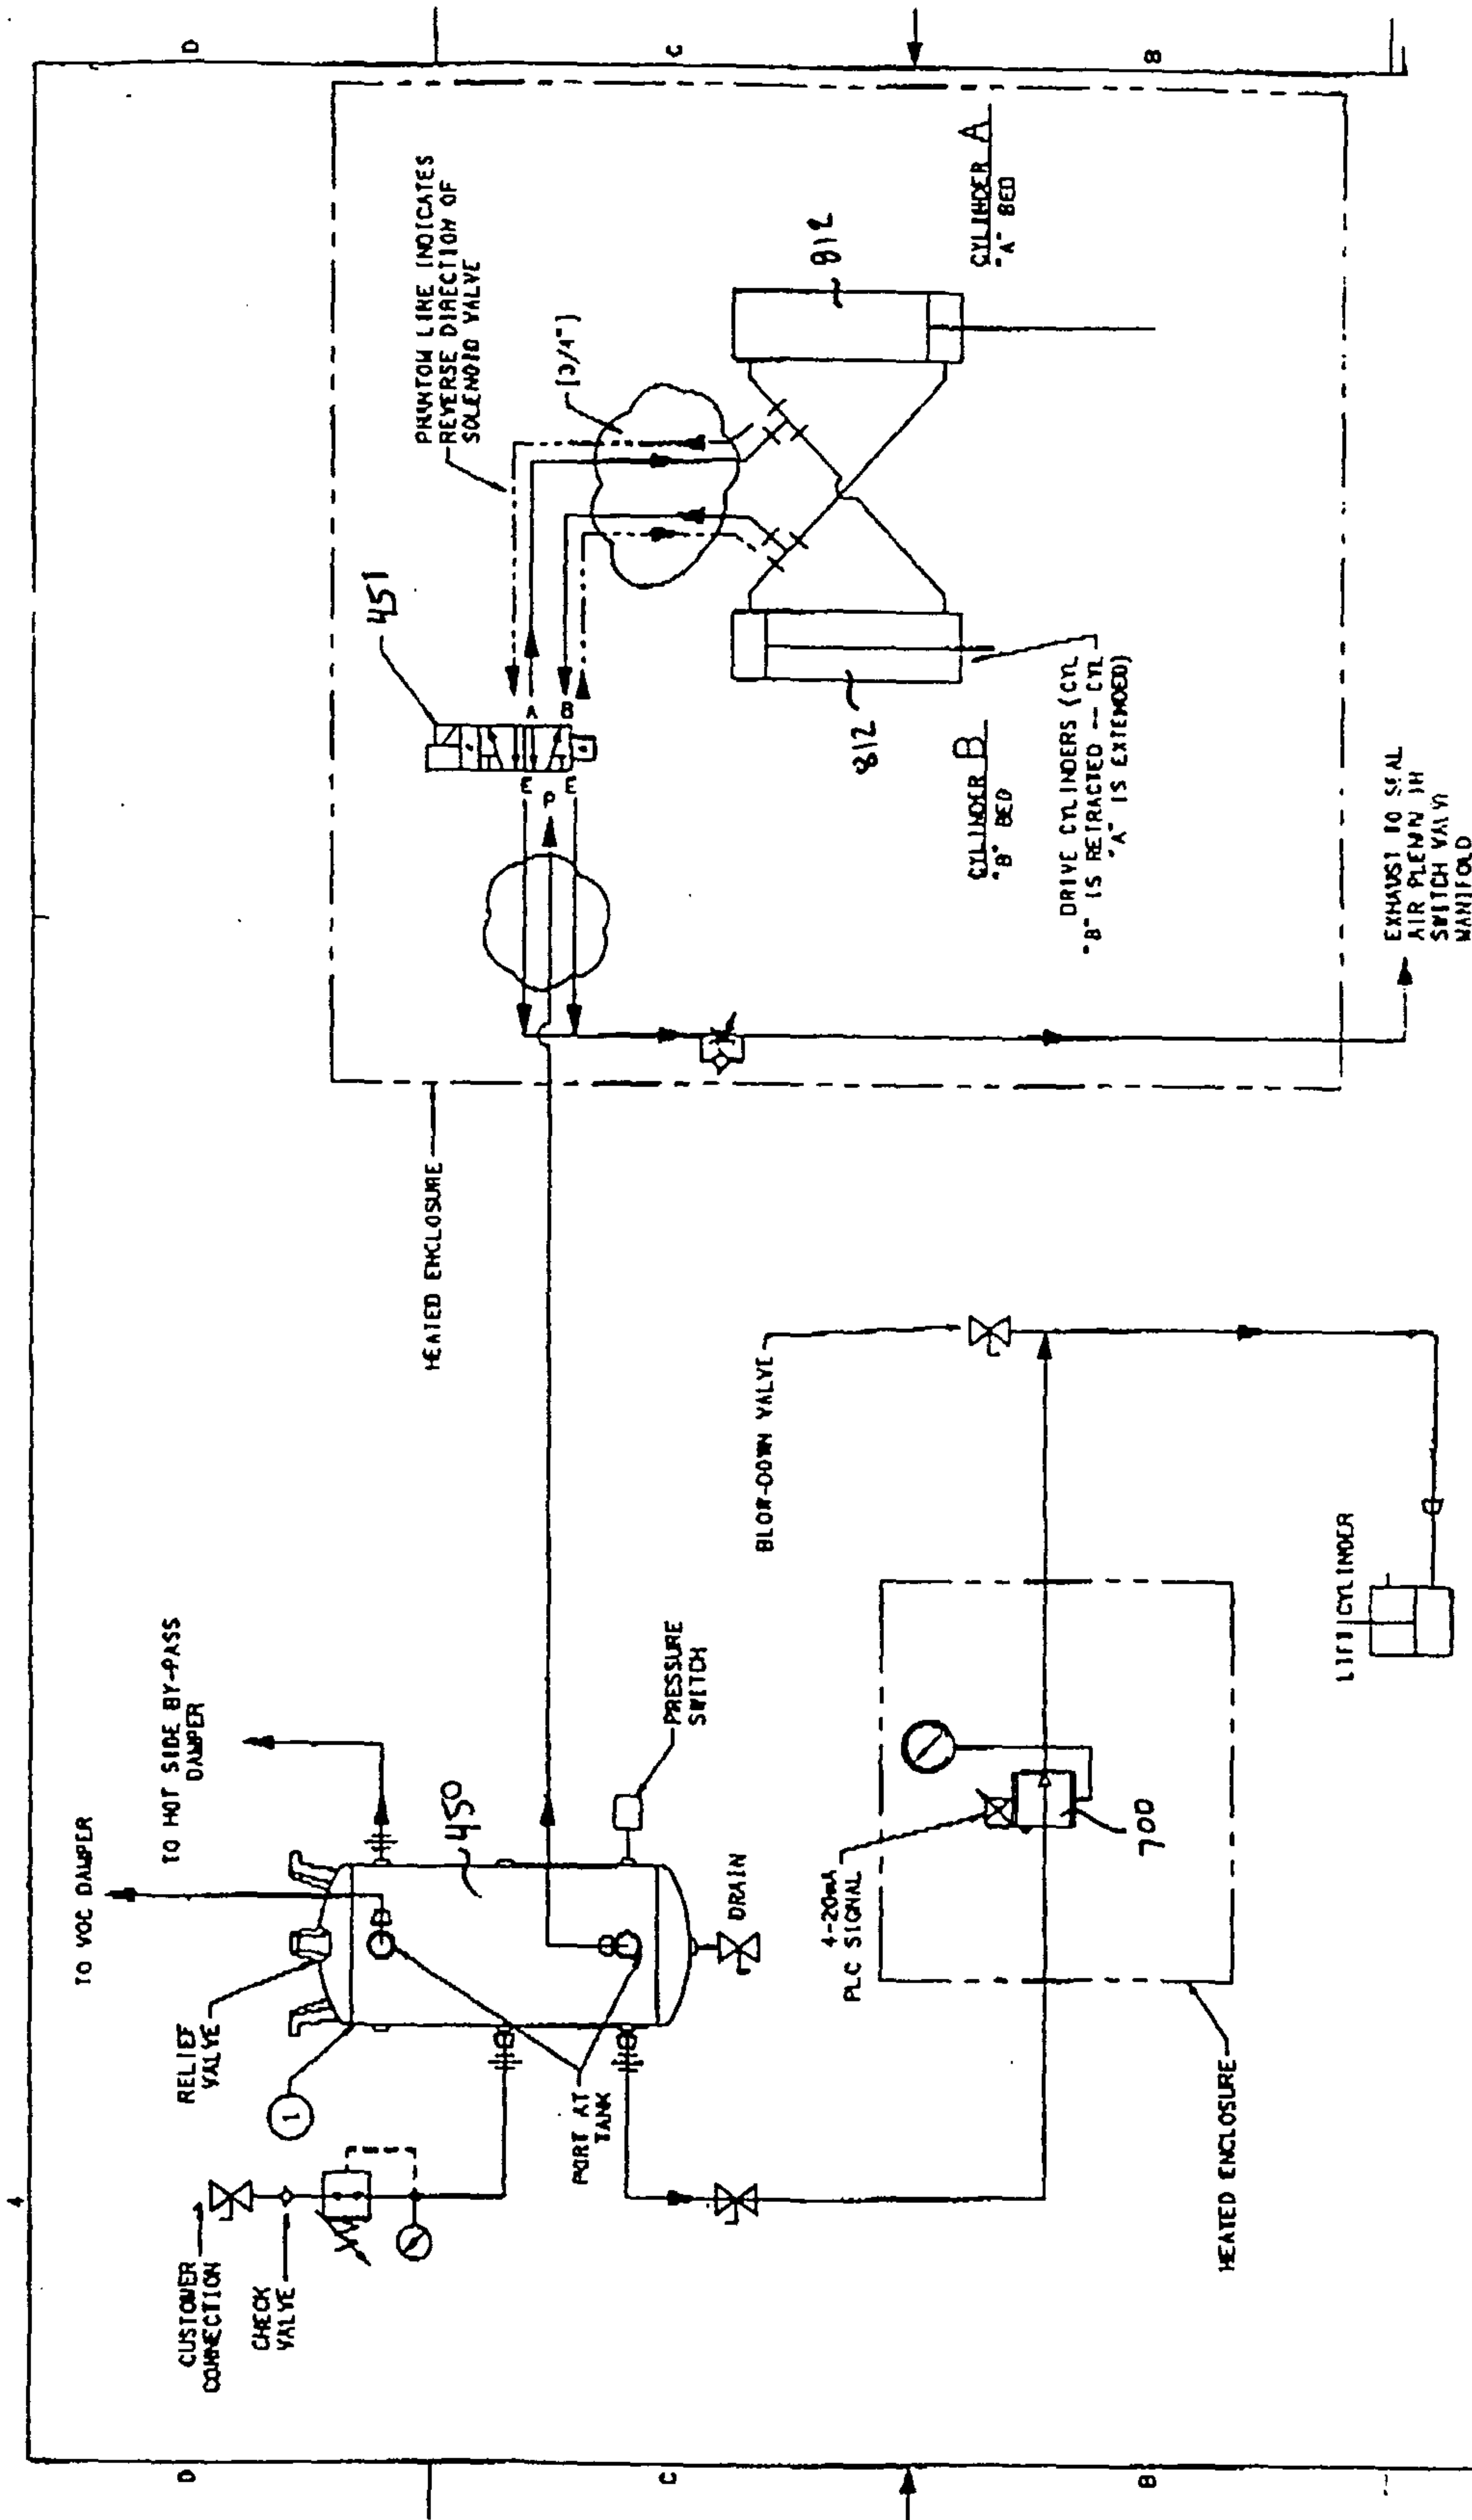 4
D
D
TO VOC DAMPER
TO HOT SIDE BY-PASS
DAMPER
CUSTOMER
CONNECTION
CHECK
VALVE
RELIEF
VALVE
1
450
PORT AT
TANK
PRESSURE
SWITCH
DRAIN
HEATED ENCLOSURE
PHANTOM LINE INDICATES
REVERSE DIRECTION OF
SOLENOID VALVE
451
(3/4")
E
P
E
A
B
C
C
812
812
CYLINDER B
"B" BED
CYLINDER A
"A" BED
DRIVE CYLINDERS (CYL
"B" IS RETRACTED -- CYL
"A" IS EXTENDED)
BLOW-DOWN VALVE
4-20mA
PLC SIGNAL
700
HEATED ENCLOSURE
B
B
LIFT CYLINDER
EXHAUST TO SEAL
AIR PLENUM IN
SWITCH VALVE
MANIFOLD